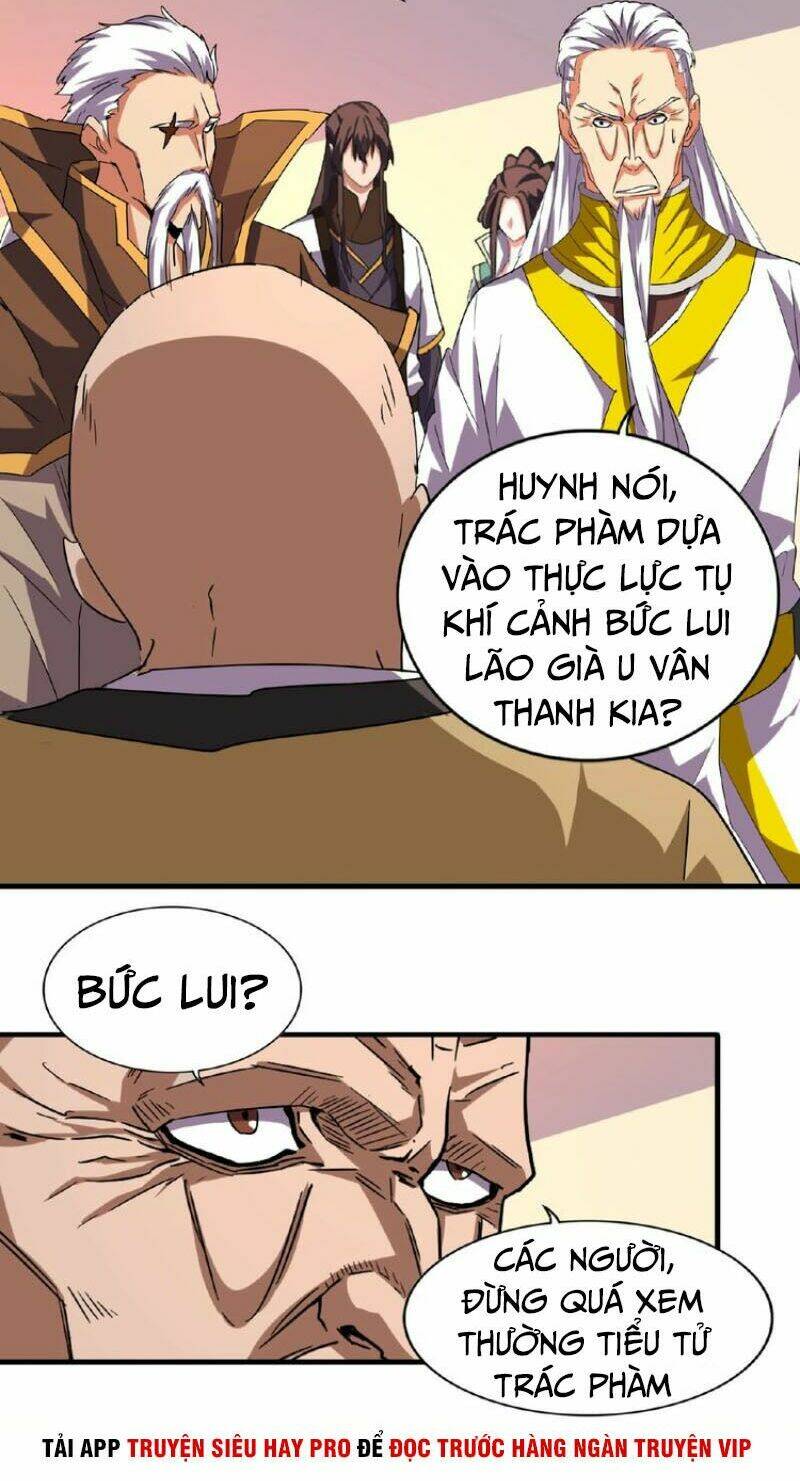 HUYNH NÓI,
TRÁC PHÀM DỰA
VÀO THỰC LỰC TỤ
KHÍ CẢNH BỨC LUI
LÃO GIÀ U VÂN
THANH KIA?
BỨC LUI?
CÁC NGƯỜI,
ĐỪNG QUÁ XEM
THƯỜNG TIỂU TỬ
TRÁC PHÀM
TẢI APP TRUYỆN SIÊU HAY PRO ĐỂ ĐỌC TRƯỚC HÀNG NGÀN TRUYỆN VIP